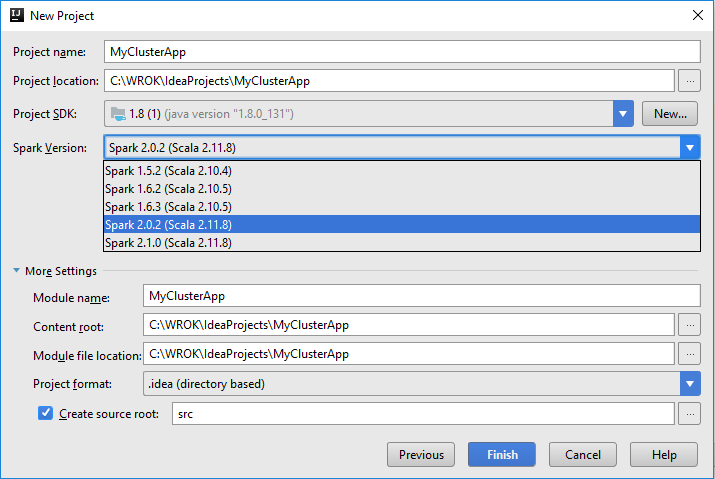 New Project
Project name: MyClusterApp
Project location: C:\WROK\IdeaProjects\MyClusterApp ...
Project SDK: 1.8 (1) (java version "1.8.0_131") New...
Spark Version: Spark 2.0.2 (Scala 2.11.8)
Spark 1.5.2 (Scala 2.10.4)
Spark 1.6.2 (Scala 2.10.5)
Spark 1.6.3 (Scala 2.10.5)
Spark 2.0.2 (Scala 2.11.8)
Spark 2.1.0 (Scala 2.11.8)
More Settings
Module name: MyClusterApp
Content root: C:\WROK\IdeaProjects\MyClusterApp ...
Module file location: C:\WROK\IdeaProjects\MyClusterApp ...
Project format: .idea (directory based)
Create source root: src ...
Previous Finish Cancel Help